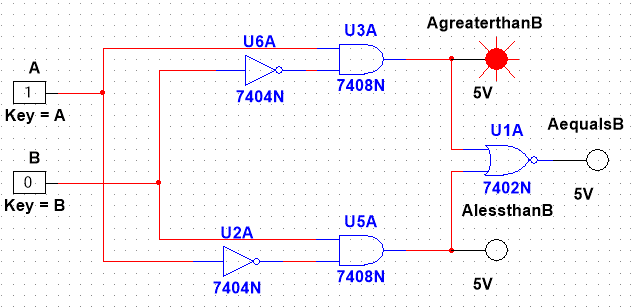 AgreaterthanB
U3A
U6A
A
1
7404N
7408N
5V
Key = A
U1A
AequalsB
B
0
7402N
5V
Key = B
U5A
AlessthanB
U2A
7404N
7408N
5V